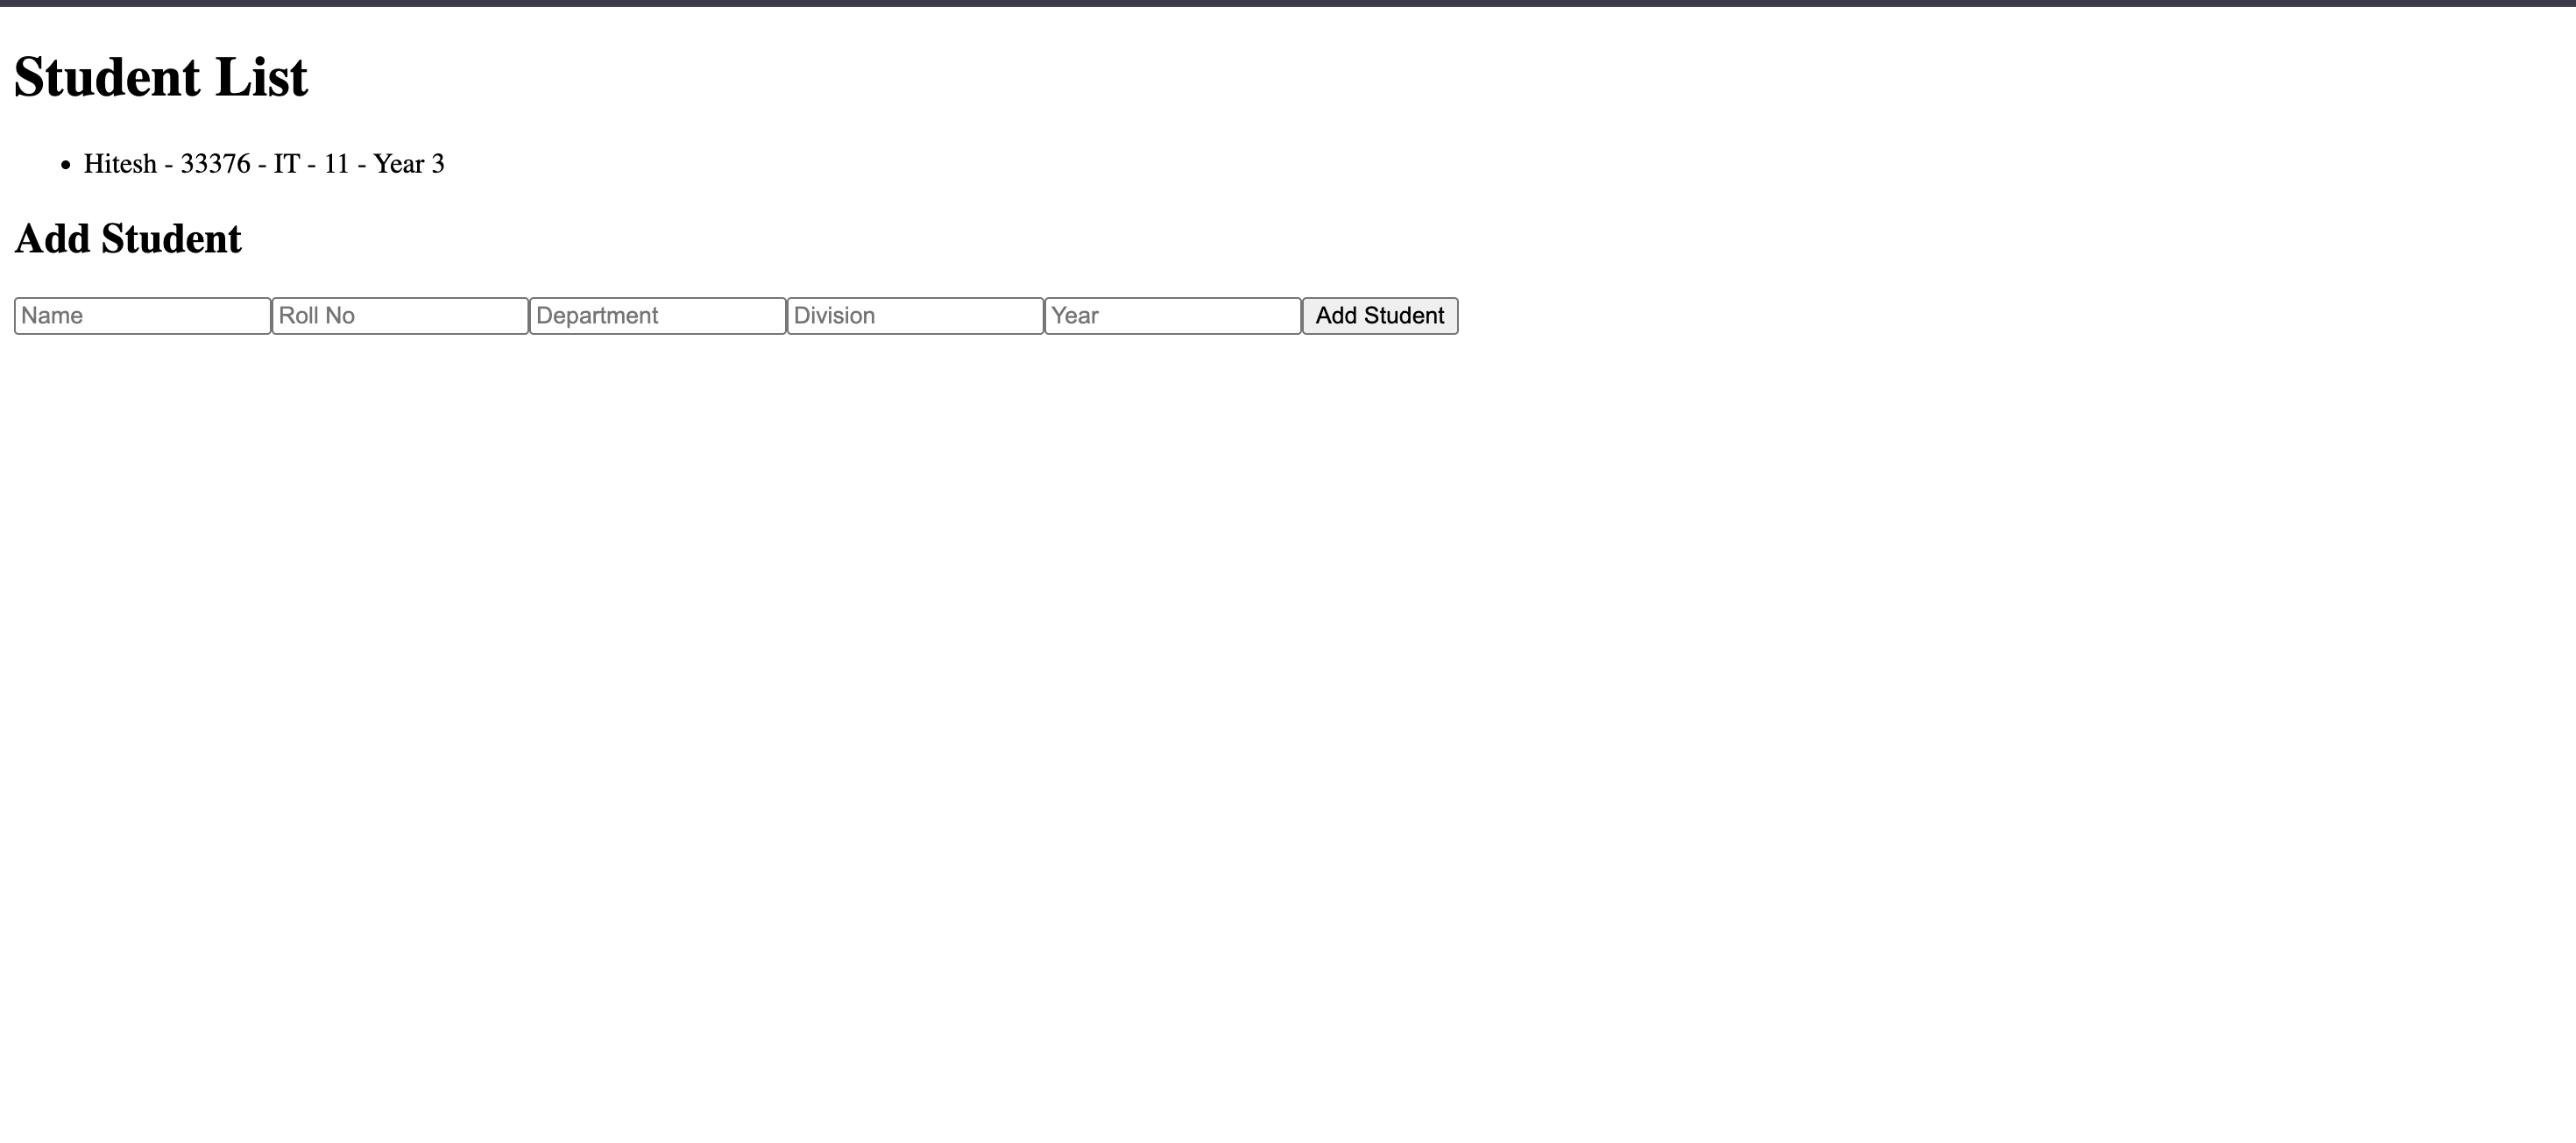 Student List
Hitesh - 33376 - IT - 11 - Year 3
Add Student
Name Roll No Department Division Year Add Student